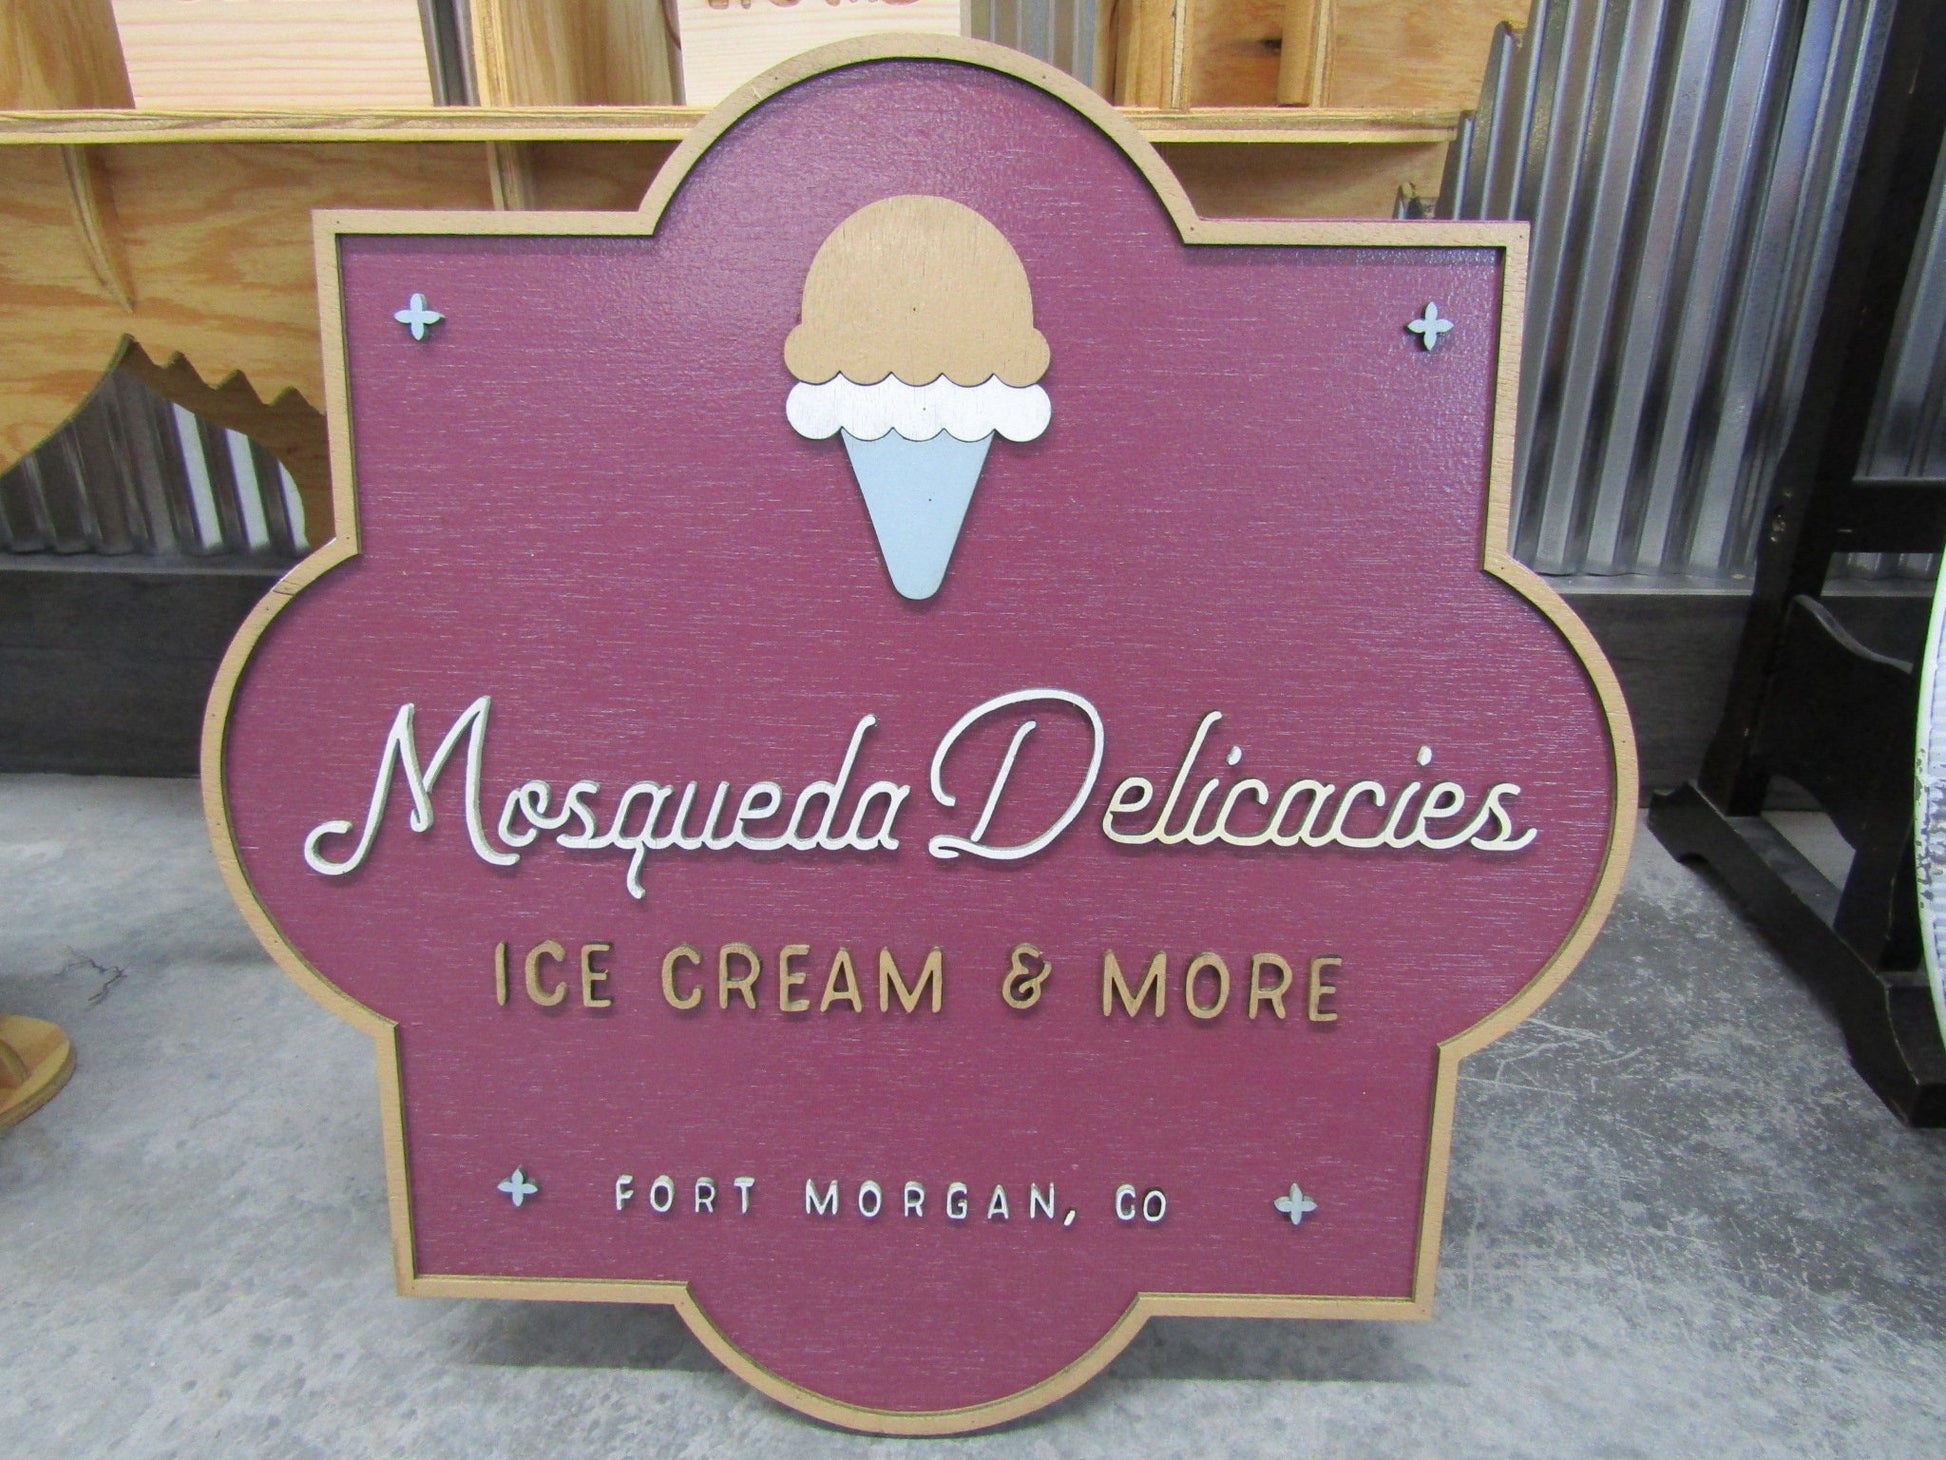 Mosqueda Delicacies
ICE CREAM & MORE
FORT MORGAN, CO